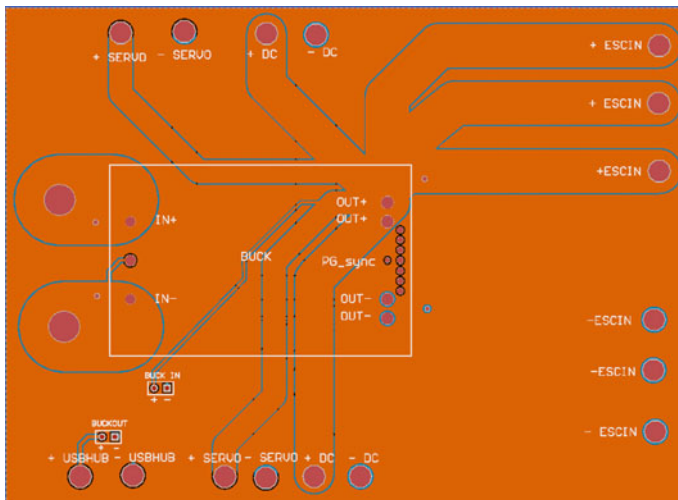 + SERVO
- SERVO
+ DC
- DC
+ ESCIN
+ ESCIN
+ESCIN
OUT+
OUT+
IN+
BUCK
PG_sync
IN-
OUT-
OUT-
-ESCIN
-ESCIN
- ESCIN
BUCK IN
+ -
BUCKOUT
+ -
+ USBHUB
- USBHUB
+ SERVO
- SERVO
+ DC
- DC